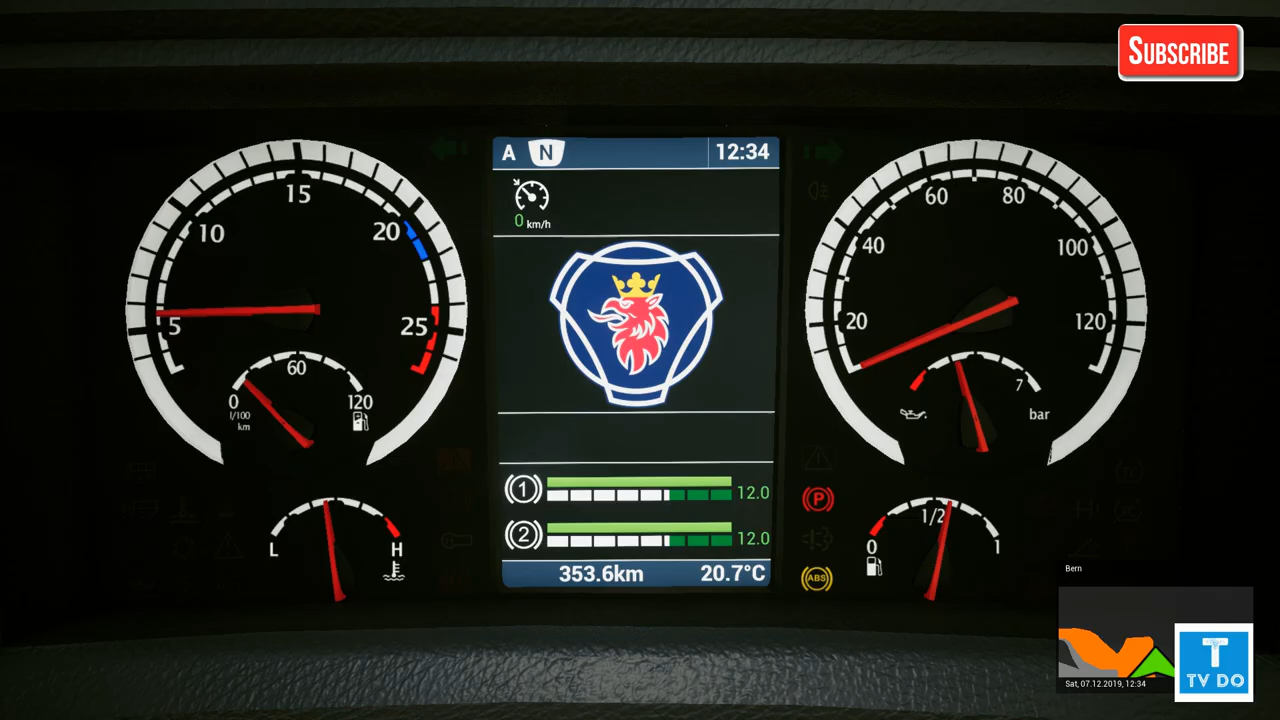 SUBSCRIBE
A N 12:34
0 km/h
5 10 15 20 25
0 60 120
l/100
km
20 40 60 80 100 120
7
bar
1 12.0
2 12.0
353.6km 20.7°C
L H
P
ABS
0 1/2 1
Bern
Sat, 07.12.2019, 12:34
T
TV DO